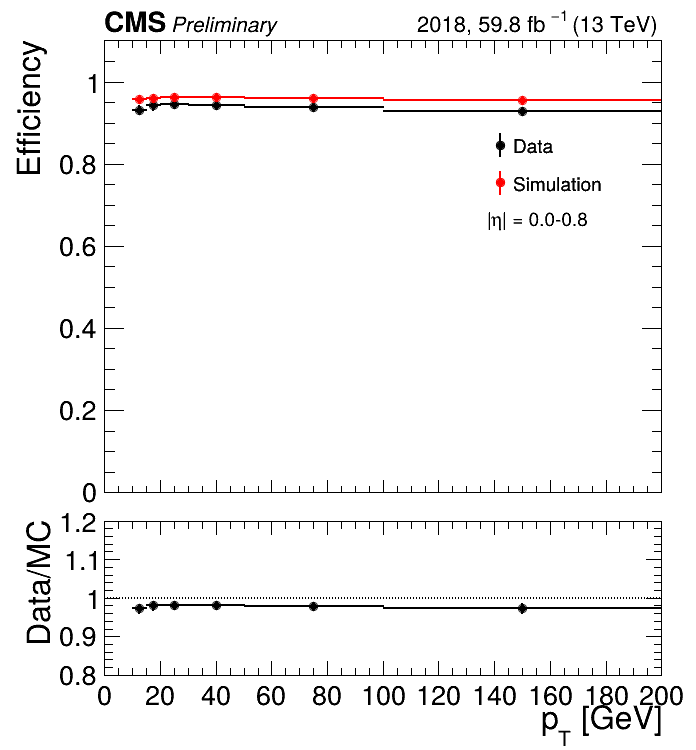 CMS Preliminary 2018, 59.8 fb⁻¹ (13 TeV)
Efficiency
1
0.8
0.6
0.4
0.2
0
Data
Simulation
|η| = 0.0-0.8
Data/MC
1.2
1.1
1
0.9
0.8
0 20 40 60 80 100 120 140 160 180 200
p_T [GeV]